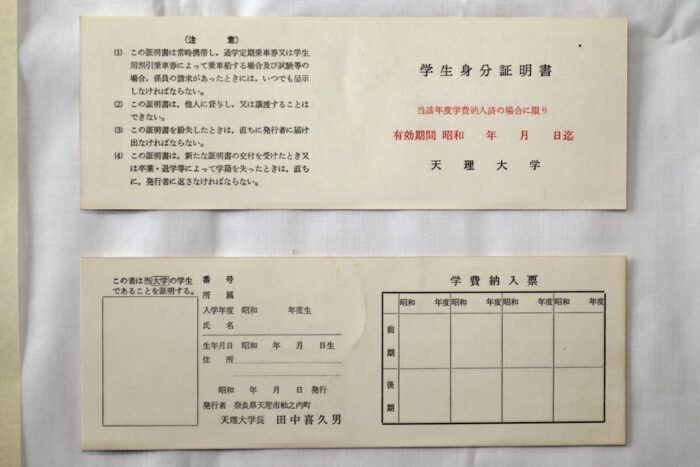 (注　意)
(1) この証明書は常時携帯し，通学定期乗車券又は学生
用割引乗車券によって乗車船する場合及び試験等の
場合，係員の請求があったときには，いつでも呈示
しなければならない。
(2) この証明書は，他人に貸与し，又は譲渡することは
できない。
(3) この証明書を紛失したときは，直ちに発行者に届け
出なければならない。
(4) この証明書は，新たな証明書の交付を受けたとき又
は卒業・退学等によって学籍を失ったときは，直ち
に，発行者に返さなければならない。
学生身分証明書
当該年度学費納入済の場合に限り
有効期間 昭和　年　月　日迄
天理大学
この者は当大学の学生
であることを証明する。
番号
所属
入学年度 昭和　年度生
氏名
生年月日 昭和　年　月　日生
住所
昭和　年　月　日 発行
発行者 奈良県天理市杣之内町
天理大学長 田中喜久男
学費納入票
昭和　年度 昭和　年度 昭和　年度 昭和　年度
前期
後期